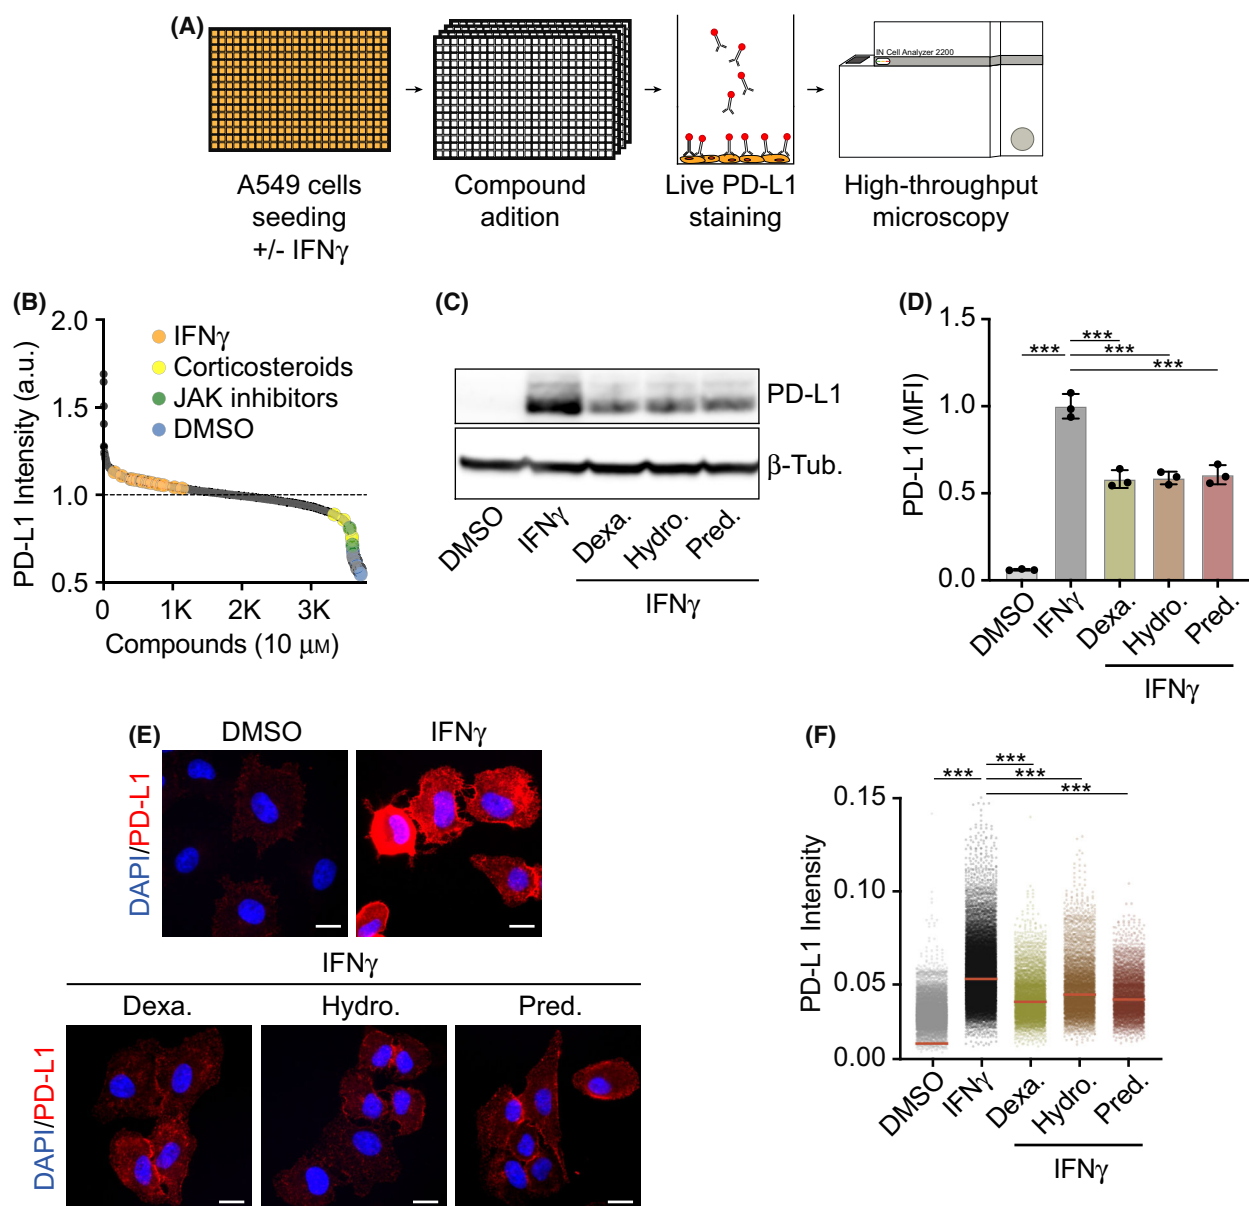 (A)
IN Cell Analyzer 2200
A549 cells
seeding
+/- IFNγ
Compound
adition
Live PD-L1
staining
High-throughput
microscopy
(B)
PD-L1 Intensity (a.u.)
2.0
1.5
1.0
0.5
IFNγ
Corticosteroids
JAK inhibitors
DMSO
0
1K
2K
3K
Compounds (10 μM)
(C)
PD-L1
β-Tub.
DMSO
IFNγ
Dexa.
Hydro.
Pred.
IFNγ
(D)
PD-L1 (MFI)
1.5
1.0
0.5
0.0
***
***
***
***
DMSO
IFNγ
Dexa.
Hydro.
Pred.
IFNγ
(E)
DMSO
IFNγ
DAPI/PD-L1
IFNγ
Dexa.
Hydro.
Pred.
DAPI/PD-L1
(F)
PD-L1 Intensity
0.15
0.10
0.05
0.00
***
***
***
***
DMSO
IFNγ
Dexa.
Hydro.
Pred.
IFNγ